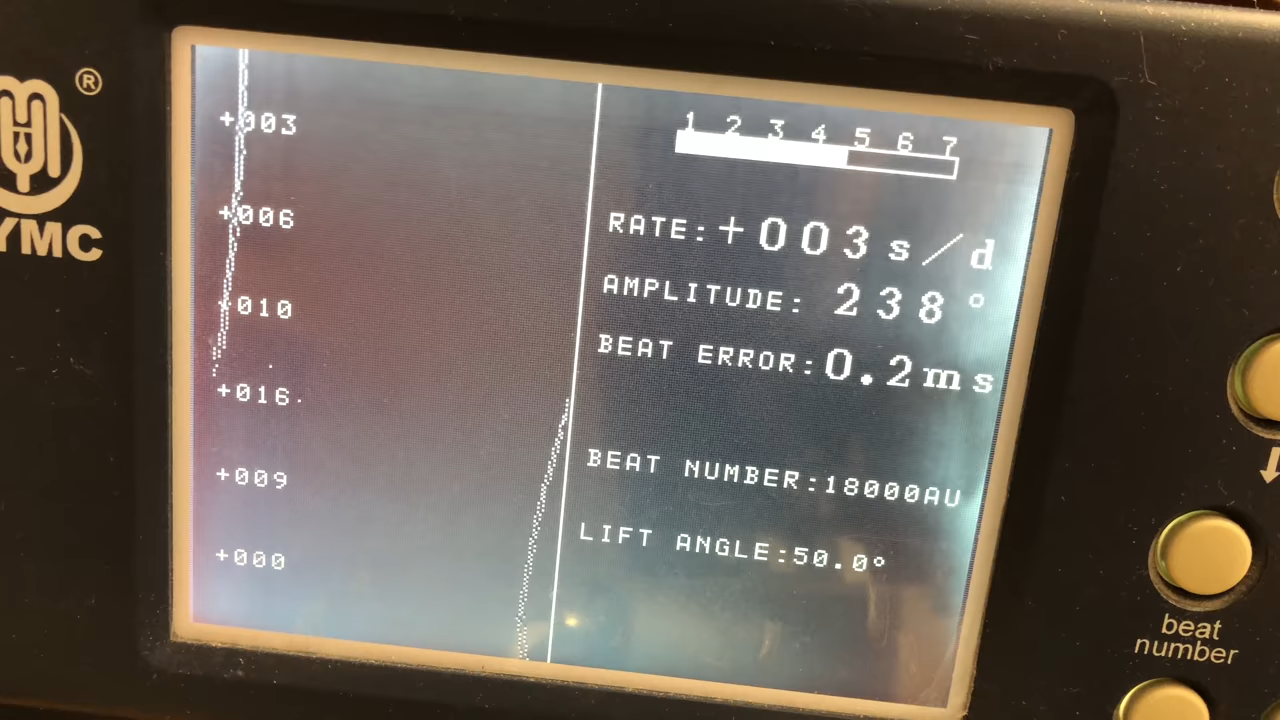 ®
YMC
+003
+006
+010
+016
+009
+000
1 2 3 4 5 6 7
RATE:+003s/d
AMPLITUDE: 238°
BEAT ERROR:0.2ms
BEAT NUMBER:18000AU
LIFT ANGLE:50.0°
↓
beat
number